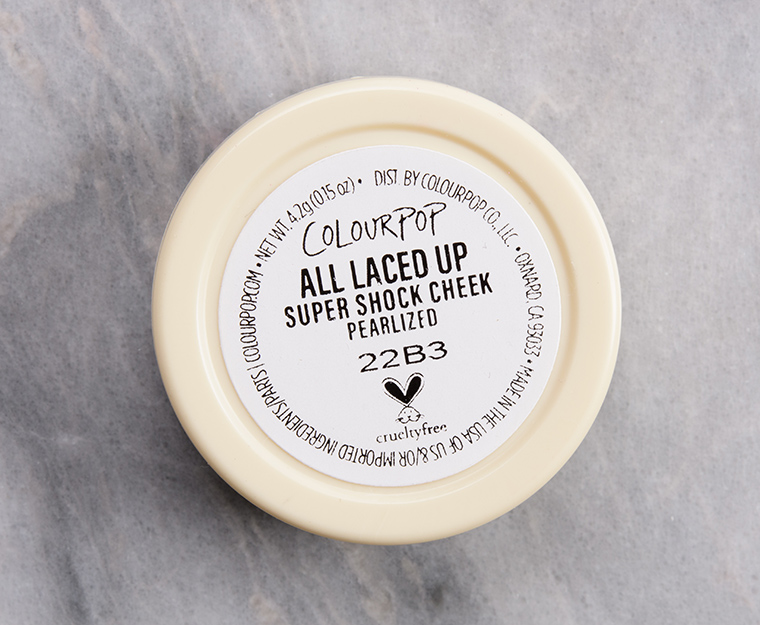 COLOURPOP
ALL LACED UP
SUPER SHOCK CHEEK
PEARLIZED
22B3
crueltyfree
COLOURPOP.COM • NET WT. 4.2g (0.15 oz) • DIST. BY COLOURPOP CO., LLC. • OXNARD, CA 93033 • MADE IN THE USA OF US &/OR IMPORTED INGREDIENTS/PARTS |